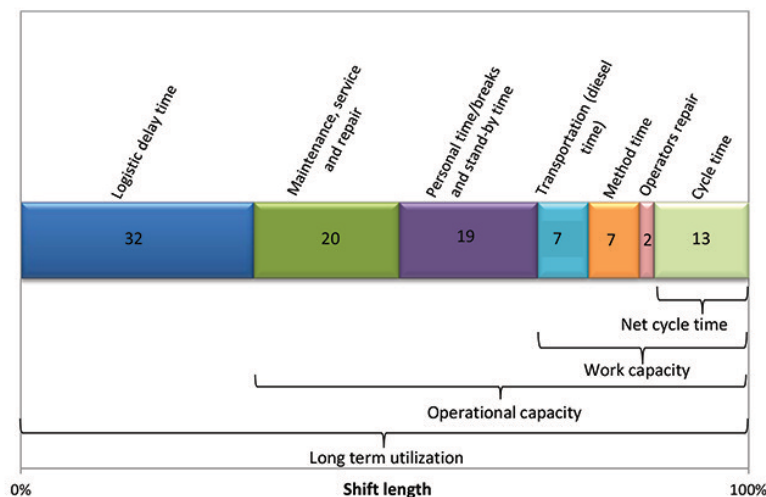 Logistic delay time
Maintenance, service
and repair
Personal time/breaks
and stand-by time
Transportation (diesel
time)
Method time
Operators repair
Cycle time
32
20
19
7
7
2
13
Net cycle time
Work capacity
Operational capacity
Long term utilization
0%
Shift length
100%